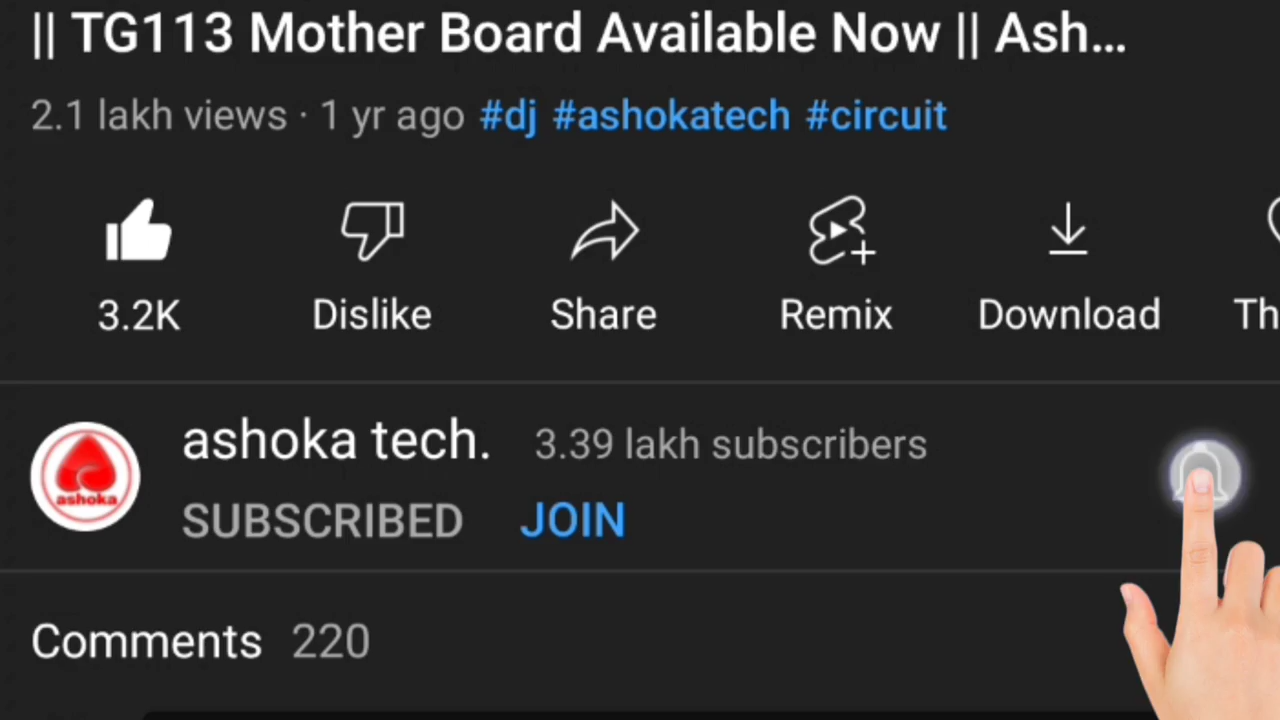 || TG113 Mother Board Available Now || Ash...
2.1 lakh views · 1 yr ago #dj #ashokatech #circuit
3.2K Dislike Share Remix Download Th
ashoka
ashoka tech. 3.39 lakh subscribers
SUBSCRIBED JOIN
Comments 220